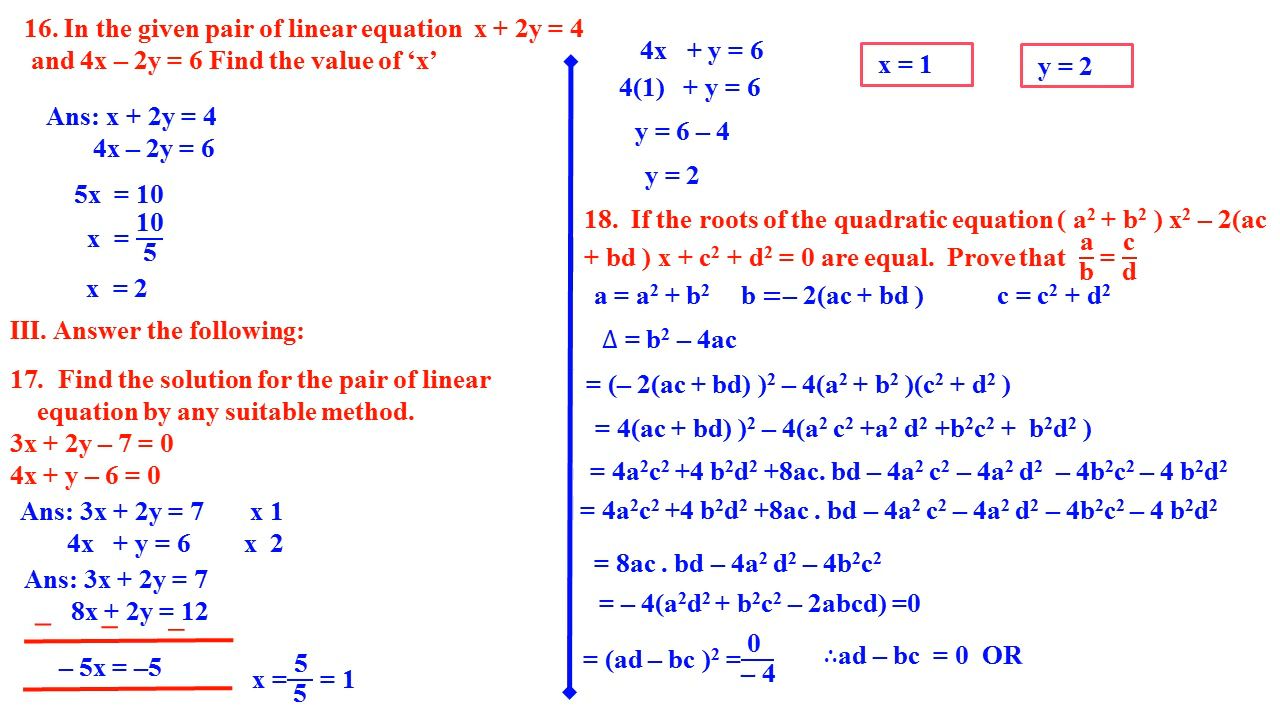 16. In the given pair of linear equation x + 2y = 4
and 4x – 2y = 6 Find the value of ‘x’
Ans: x + 2y = 4
4x – 2y = 6
5x = 10
x = 10/5
x = 2
III. Answer the following:
17. Find the solution for the pair of linear
equation by any suitable method.
3x + 2y – 7 = 0
4x + y – 6 = 0
Ans: 3x + 2y = 7 x 1
4x + y = 6 x 2
Ans: 3x + 2y = 7
8x + 2y = 12
– – –
– 5x = –5
x = 5/5 = 1
4x + y = 6
4(1) + y = 6
y = 6 – 4
y = 2
x = 1
y = 2
18. If the roots of the quadratic equation ( a² + b² ) x² – 2(ac
+ bd ) x + c² + d² = 0 are equal. Prove that a/b = c/d
a = a² + b² b =– 2(ac + bd ) c = c² + d²
Δ = b² – 4ac
= (– 2(ac + bd) )² – 4(a² + b² )(c² + d² )
= 4(ac + bd) )² – 4(a² c² +a² d² +b²c² + b²d² )
= 4a²c² +4 b²d² +8ac. bd – 4a² c² – 4a² d² – 4b²c² – 4 b²d²
= 4a²c² +4 b²d² +8ac . bd – 4a² c² – 4a² d² – 4b²c² – 4 b²d²
= 8ac . bd – 4a² d² – 4b²c²
= – 4(a²d² + b²c² – 2abcd) =0
= (ad – bc )² = 0/– 4 ∴ad – bc = 0 OR